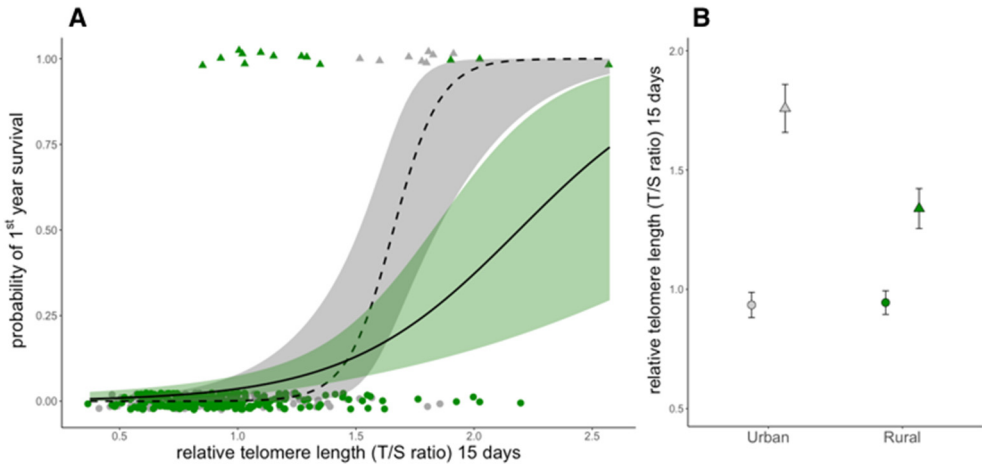 A
probability of 1st year survival
1.00
0.75
0.50
0.25
0.00
0.5
1.0
1.5
2.0
2.5
relative telomere length (T/S ratio) 15 days
B
relative telomere length (T/S ratio) 15 days
2.0
1.5
1.0
0.5
Urban
Rural